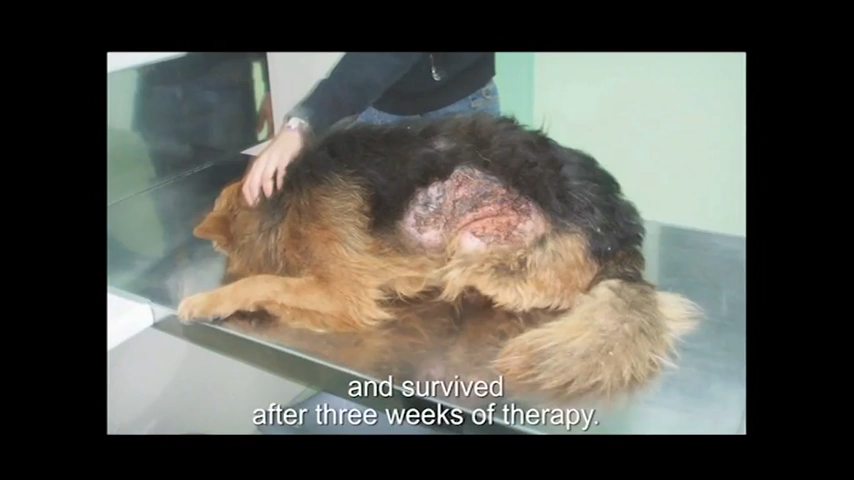 and survived
after three weeks of therapy.